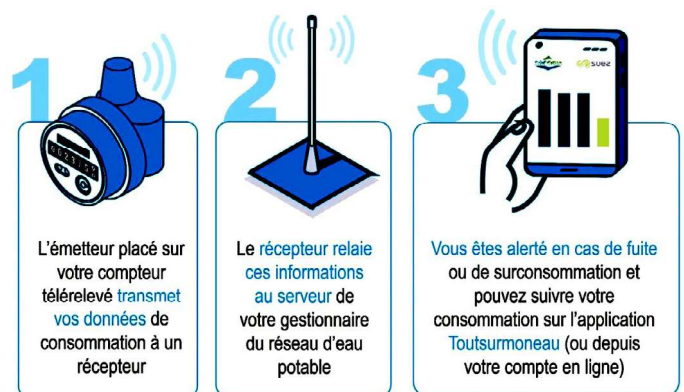 1
2
3
suez
L'émetteur placé sur
votre compteur
télérelevé transmet
vos données de
consommation à un
récepteur
Le récepteur relaie
ces informations
au serveur de
votre gestionnaire
du réseau d'eau
potable
Vous êtes alerté en cas de fuite
ou de surconsommation et
pouvez suivre votre
consommation sur l'application
Toutsurmoneau (ou depuis
votre compte en ligne)